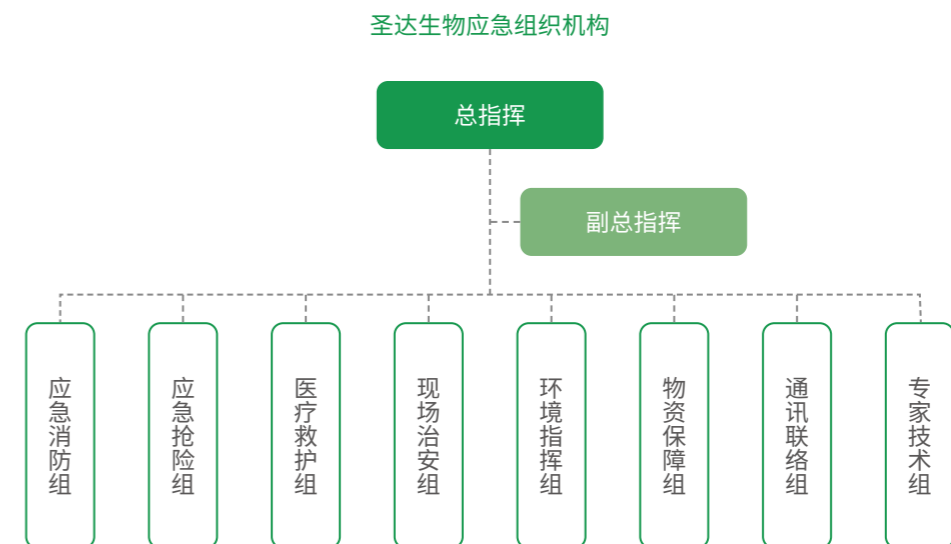 圣达生物应急组织机构
总指挥
副总指挥
应急消防组
应急抢险组
医疗救护组
现场治安组
环境指挥组
物资保障组
通讯联络组
专家技术组